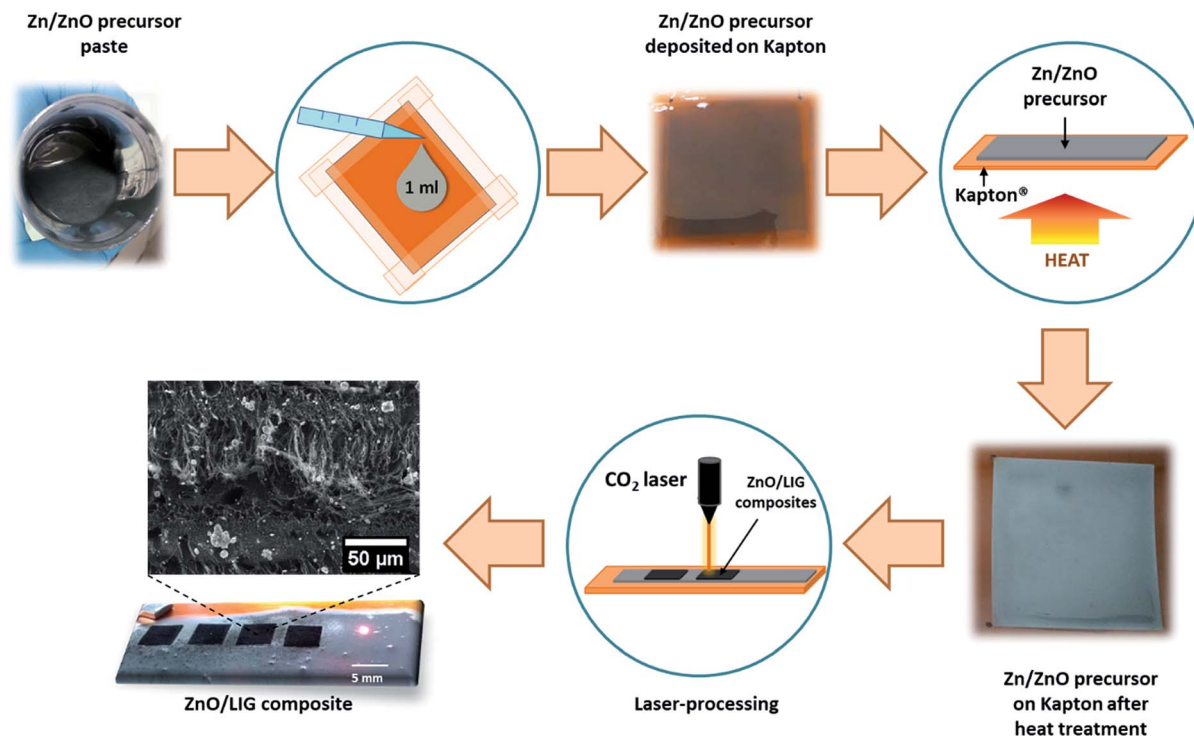 Zn/ZnO precursor
paste
1 ml
Zn/ZnO precursor
deposited on Kapton
Zn/ZnO
precursor
Kapton®
HEAT
Zn/ZnO precursor
on Kapton after
heat treatment
CO₂ laser
ZnO/LIG
composites
Laser-processing
50 µm
5 mm
ZnO/LIG composite